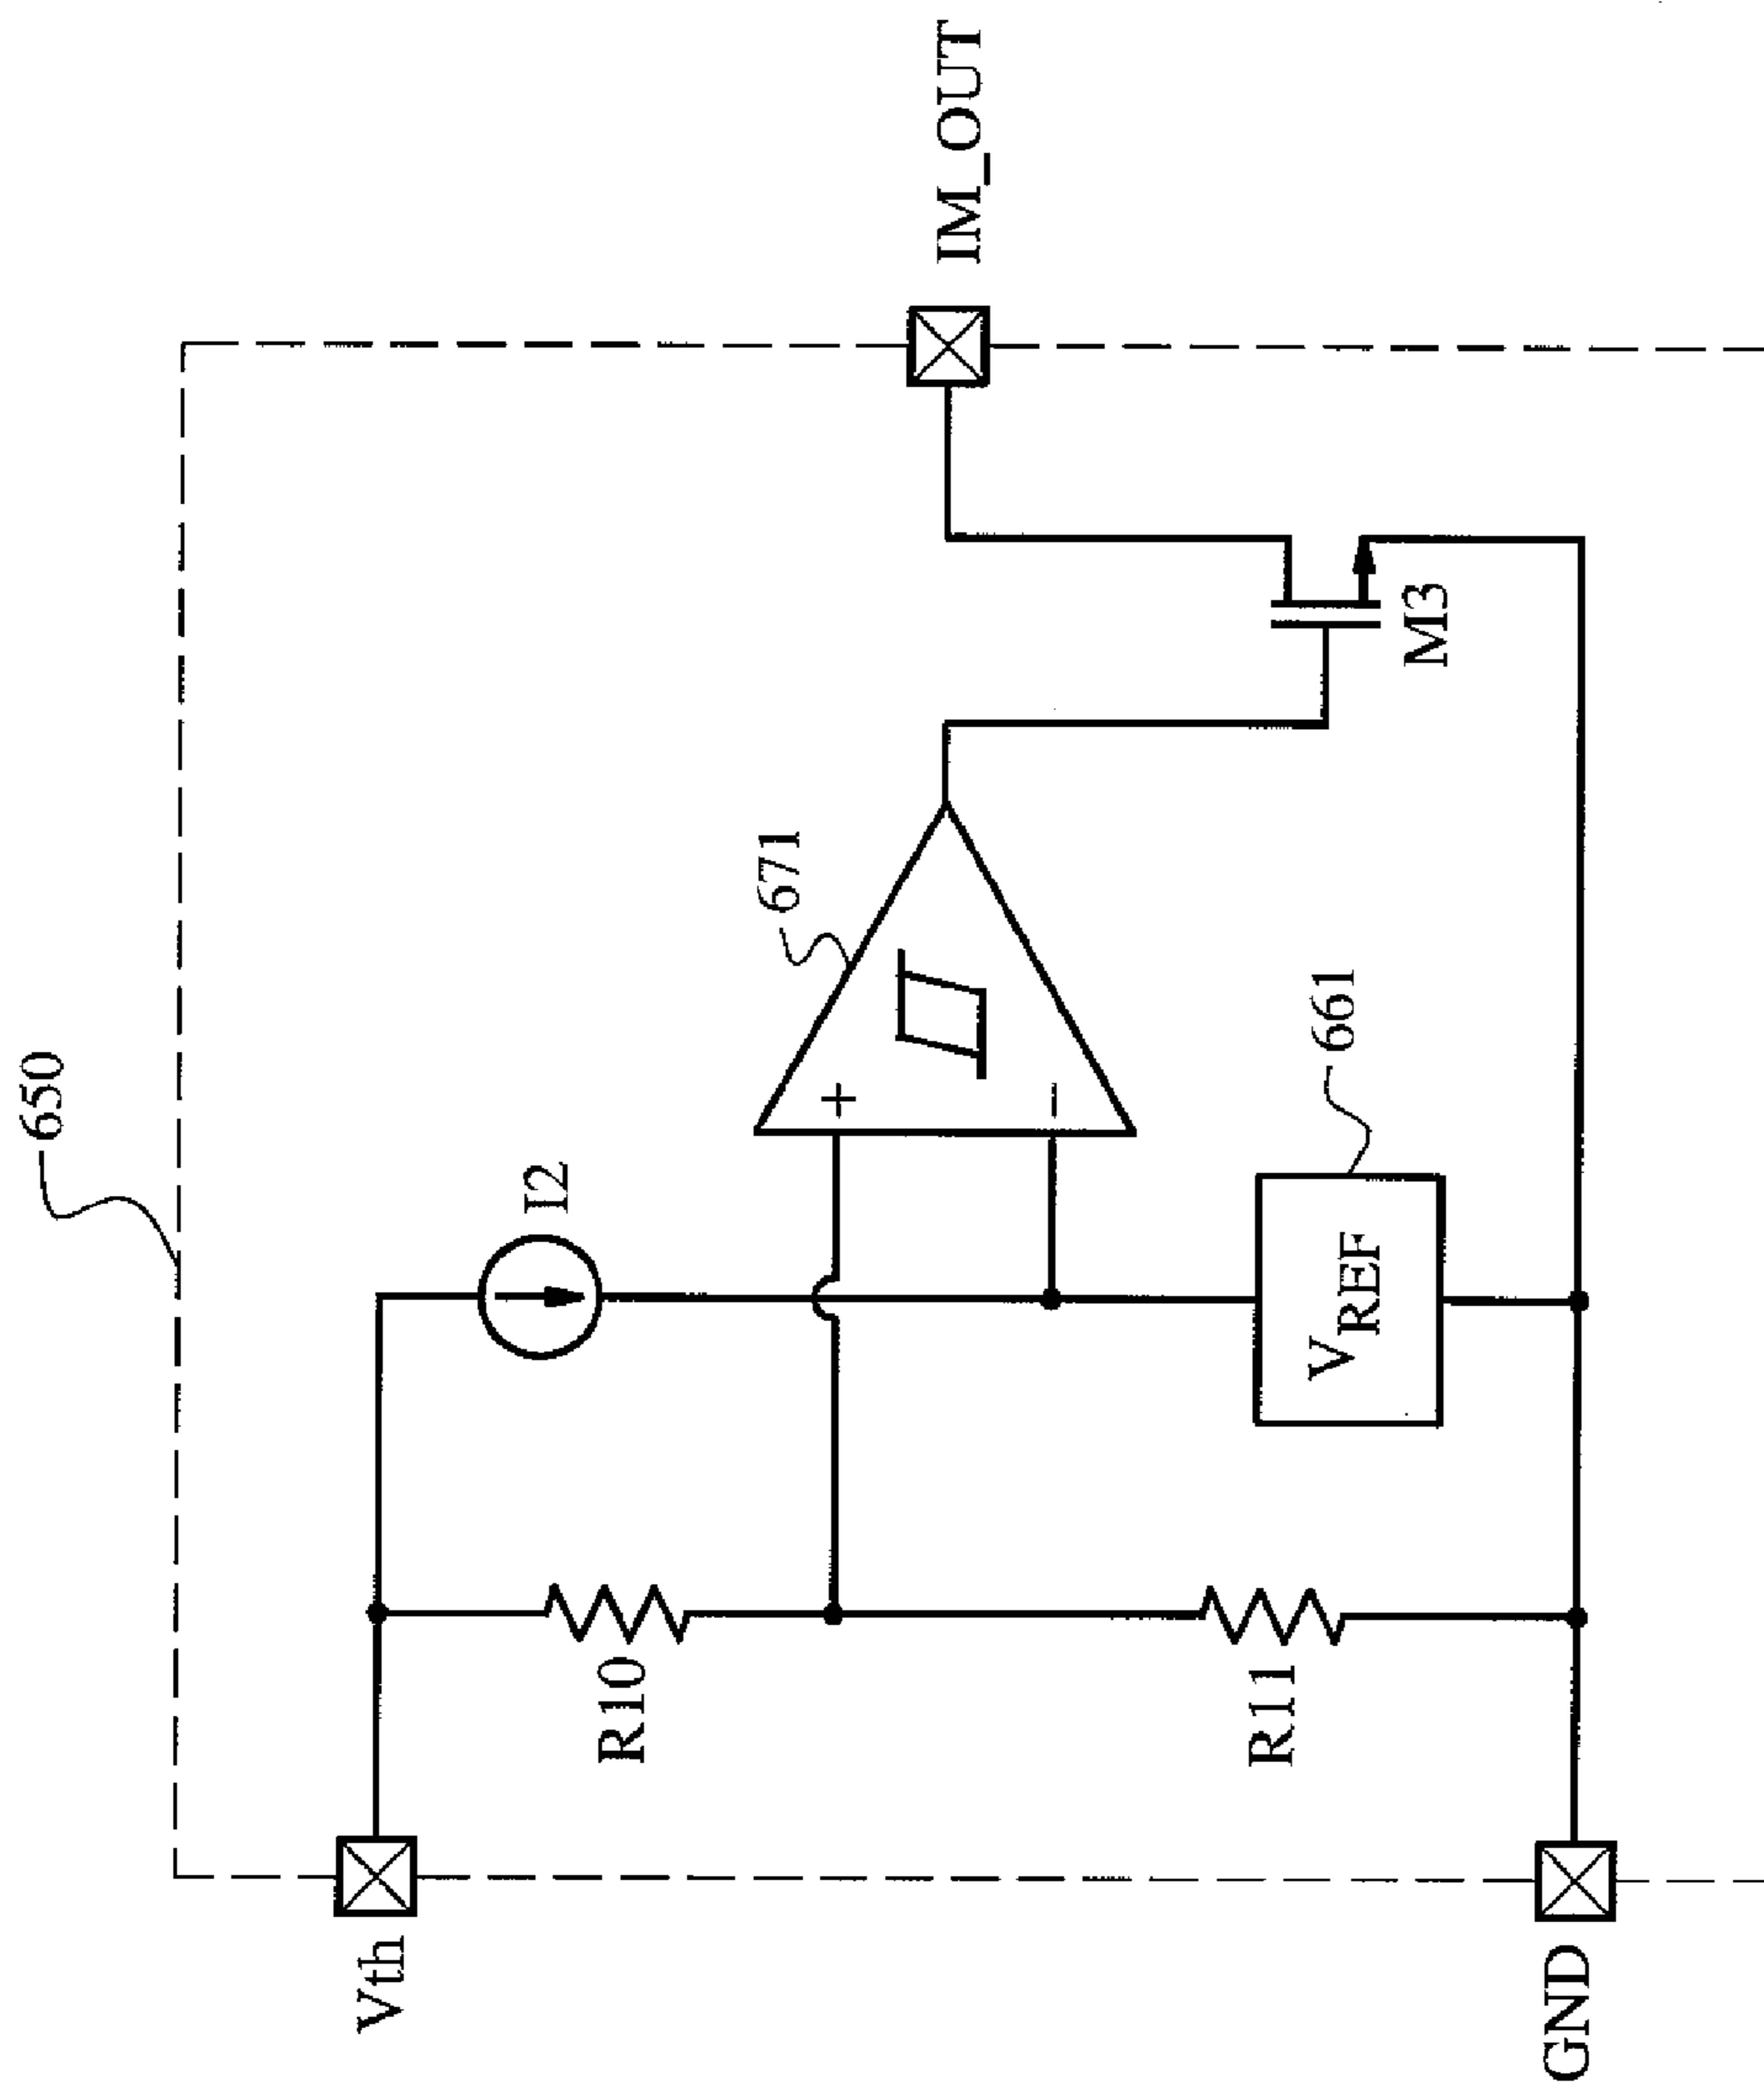 650
Vth
I2
R10
671
+
−
IM_OUT
R11
VREF
661
M3
GND